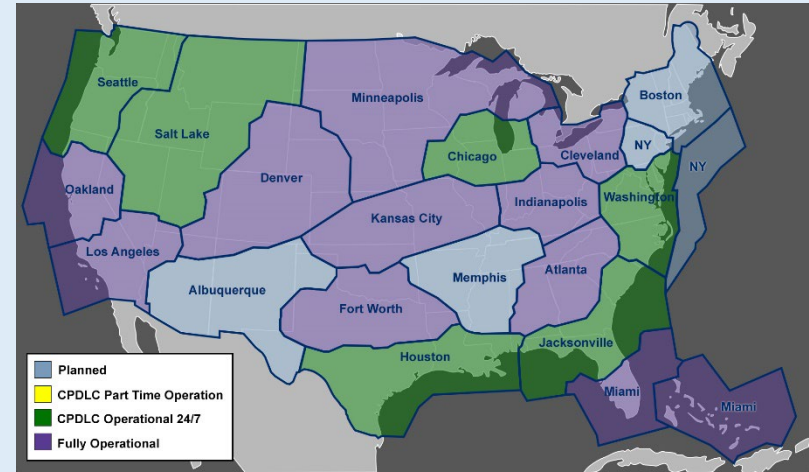 Seattle
Minneapolis
Boston
Salt Lake
NY
Chicago
Cleveland
NY
Denver
Indianapolis
Washington
Oakland
Kansas City
Los Angeles
Atlanta
Memphis
Albuquerque
Fort Worth
Jacksonville
Houston
Miami
Miami
Planned
CPDLC Part Time Operation
CPDLC Operational 24/7
Fully Operational